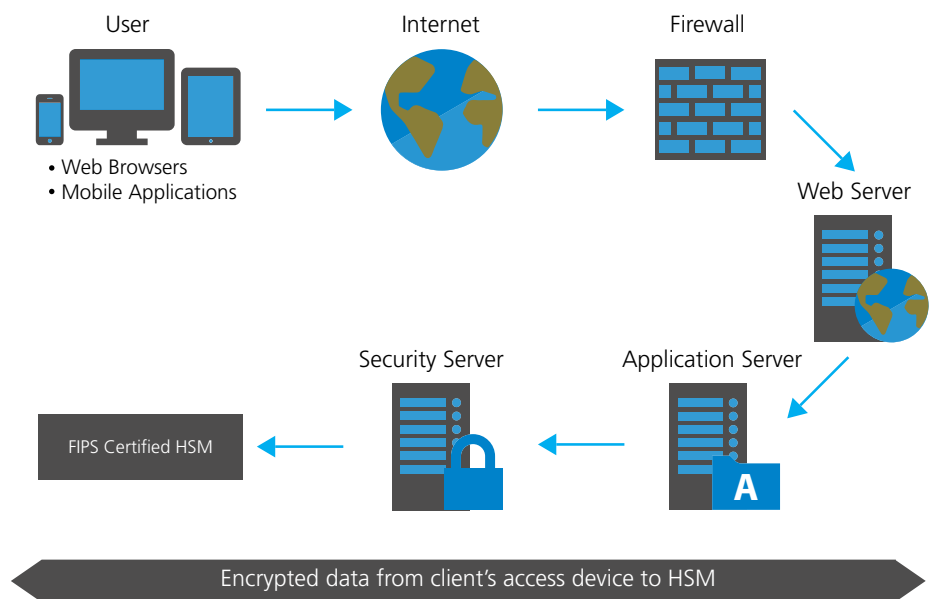 User
Internet
Firewall
• Web Browsers
• Mobile Applications
Web Server
Security Server
Application Server
FIPS Certified HSM
A
Encrypted data from client's access device to HSM